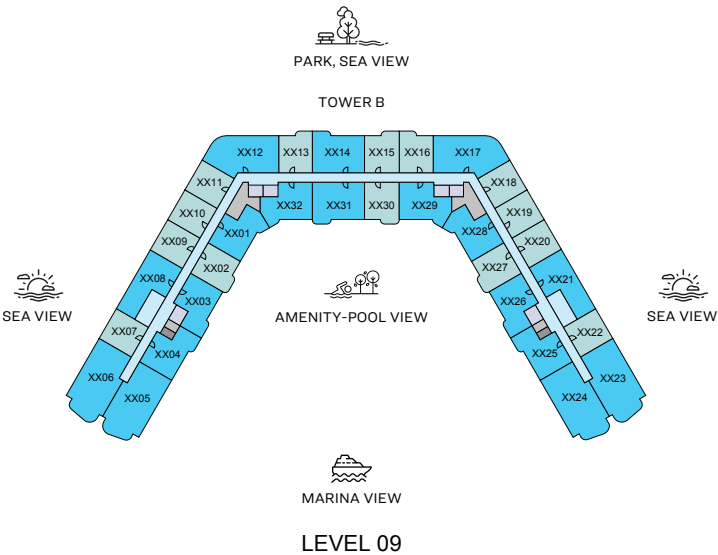 PARK, SEA VIEW
TOWER B
XX12
XX13
XX14
XX15
XX16
XX17
XX11
XX18
XX10
XX32
XX31
XX30
XX29
XX19
XX09
XX01
XX28
XX20
XX08
XX02
XX27
XX21
XX03
XX26
SEA VIEW
AMENITY-POOL VIEW
SEA VIEW
XX07
XX22
XX04
XX25
XX06
XX23
XX05
XX24
MARINA VIEW
LEVEL 09